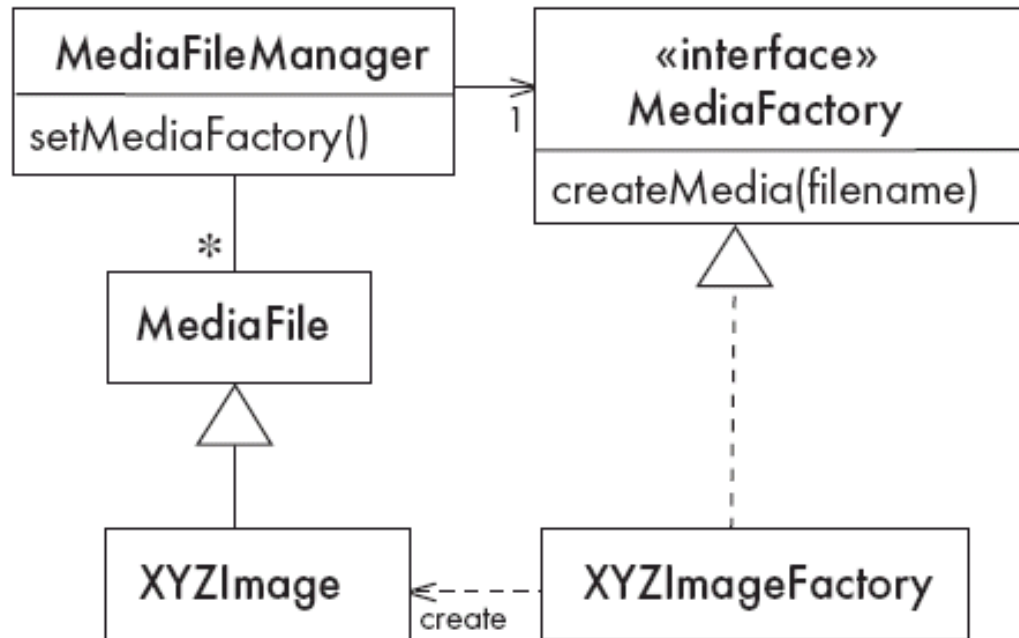 MediaFileManager
setMediaFactory()
1
«interface»
MediaFactory
createMedia(filename)
*
MediaFile
XYZImage
create
XYZImageFactory